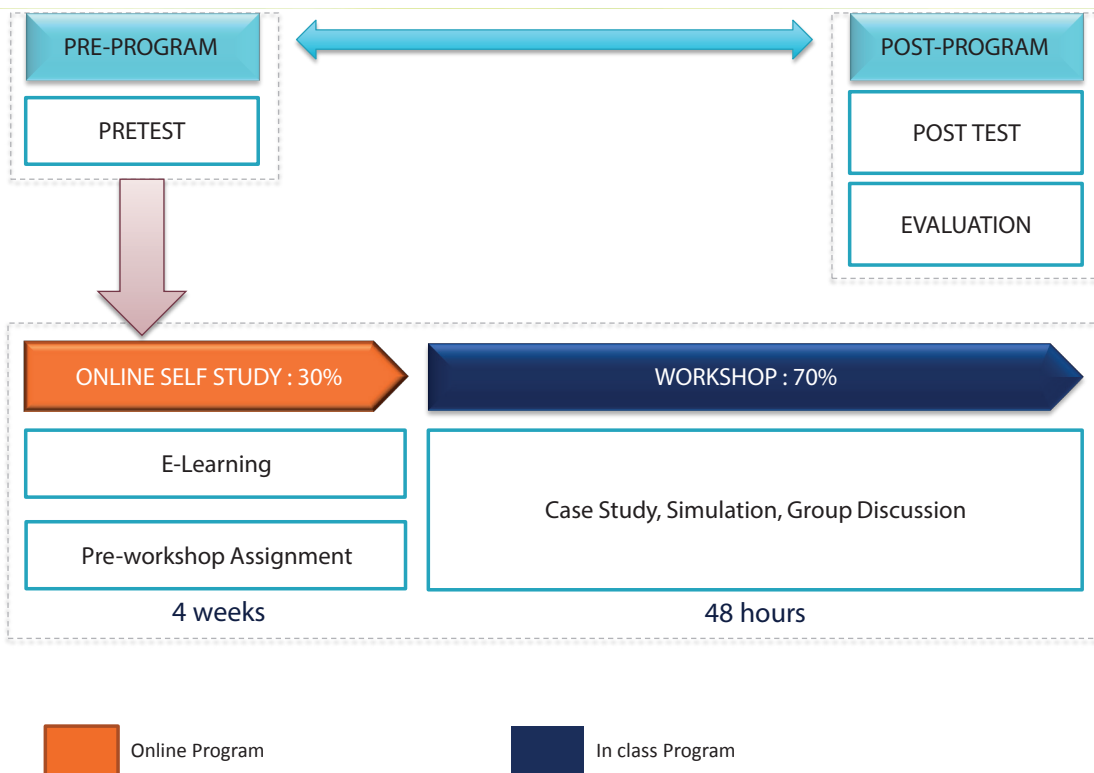 PRE-PROGRAM
POST-PROGRAM
PRETEST
POST TEST
EVALUATION
ONLINE SELF STUDY : 30%
WORKSHOP : 70%
E-Learning
Case Study, Simulation, Group Discussion
Pre-workshop Assignment
4 weeks
48 hours
Online Program
In class Program